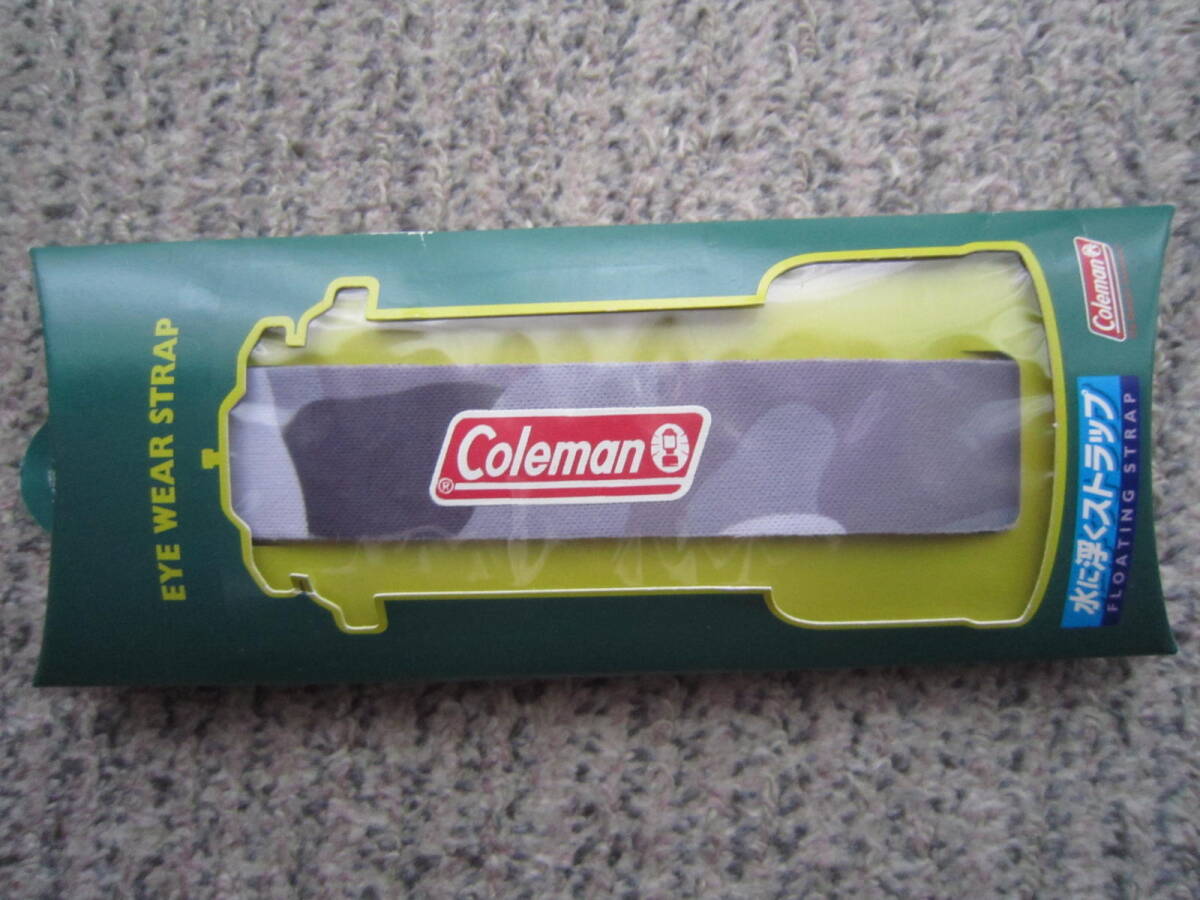 EYE WEAR STRAP
Coleman
®
Coleman
水に浮くストラップ
FLOATING STRAP